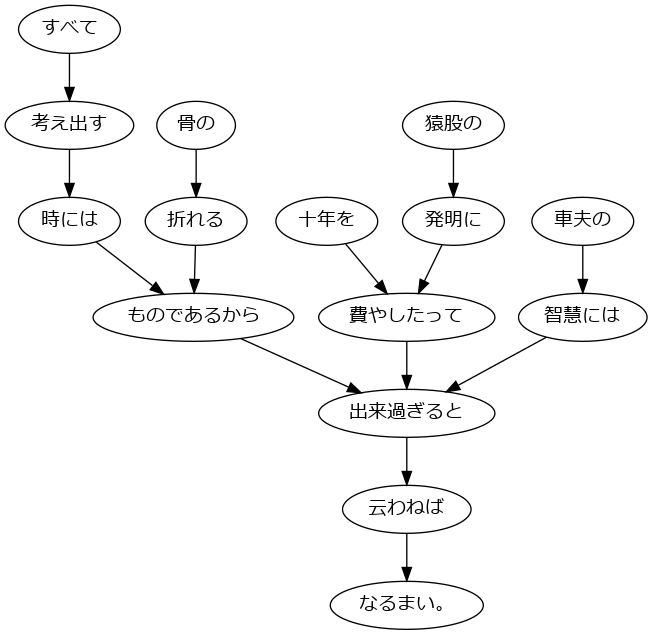 すべて
考え出す
骨の
猿股の
時には
折れる
十年を
発明に
車夫の
ものであるから
費やしたって
智慧には
出来過ぎると
云わねば
なるまい。